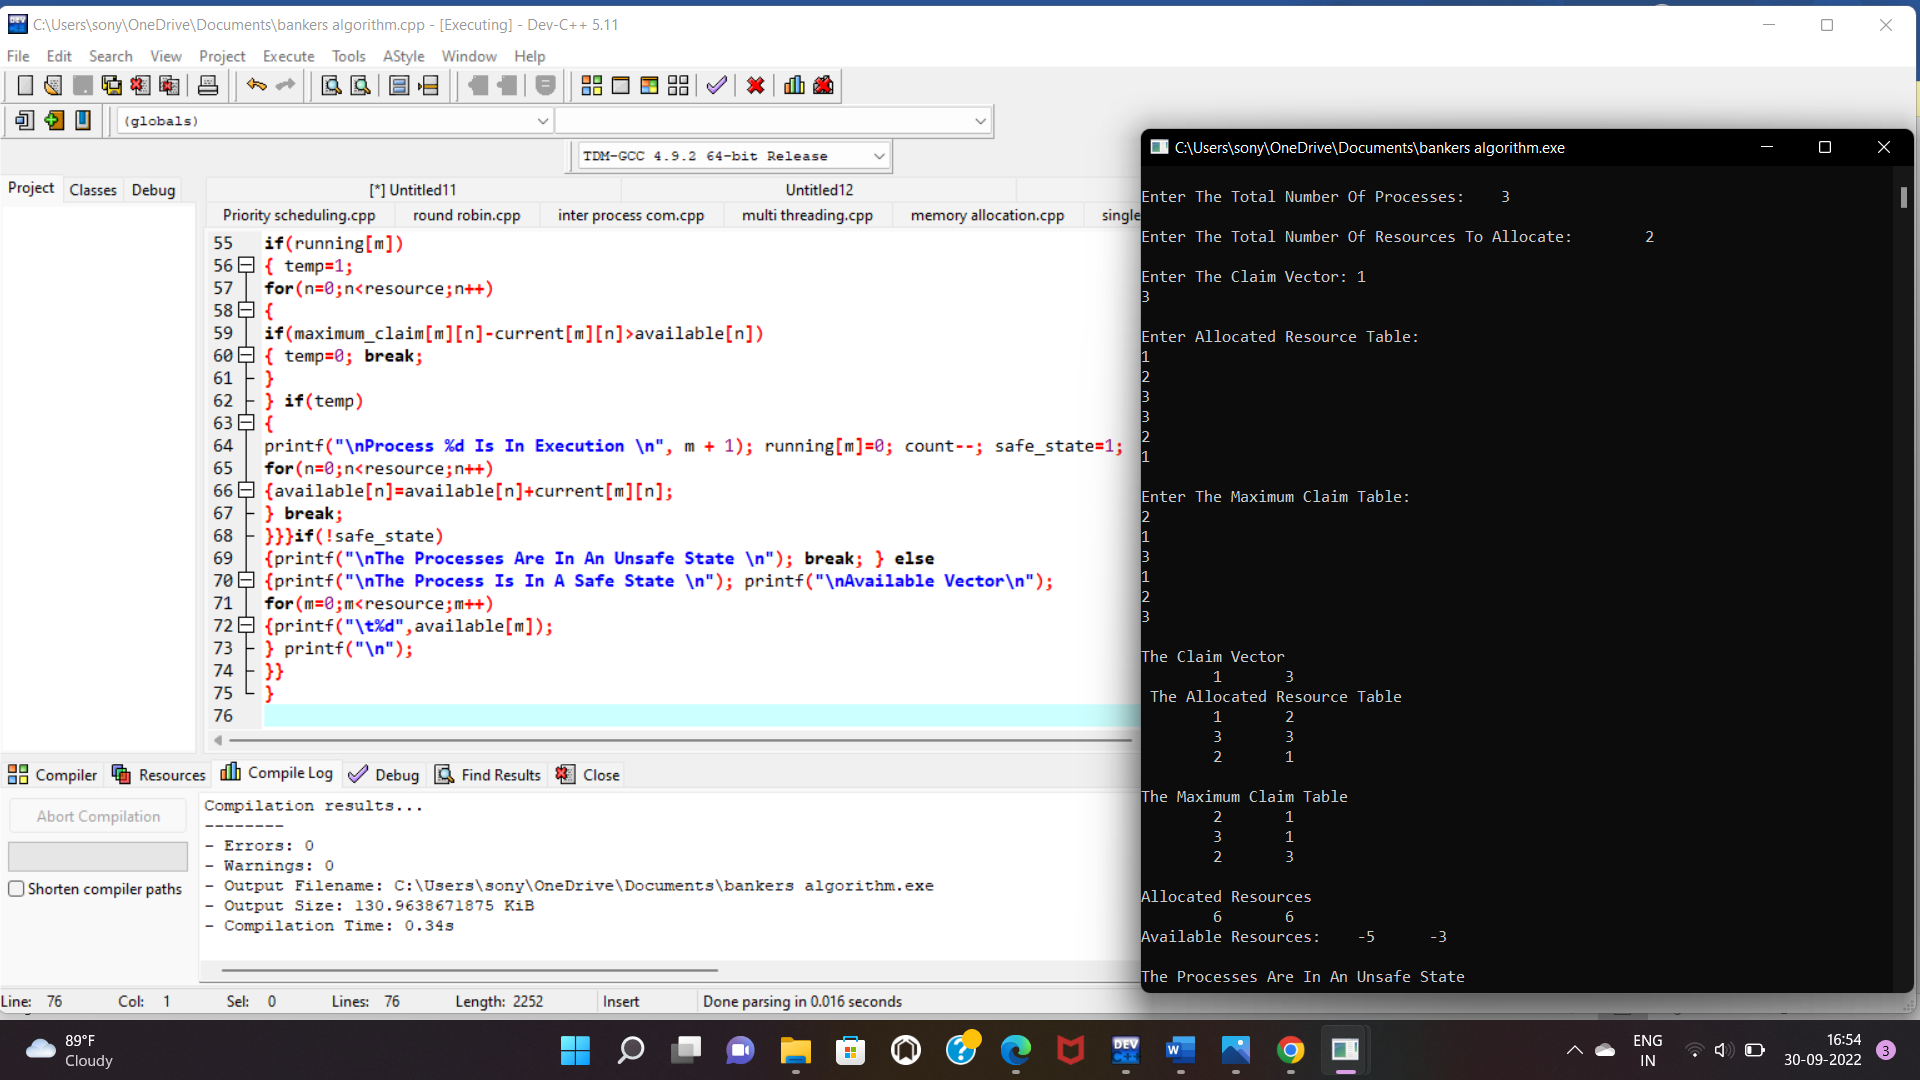 C:\Users\sony\OneDrive\Documents\bankers algorithm.cpp - [Executing] - Dev-C++ 5.11
File Edit Search View Project Execute Tools AStyle Window Help
(globals)
TDM-GCC 4.9.2 64-bit Release
Project Classes Debug
[*] Untitled11 Untitled12
Priority scheduling.cpp round robin.cpp inter process com.cpp multi threading.cpp memory allocation.cpp single
55 if(running[m])
56 { temp=1;
57 for(n=0;n<resource;n++)
58 {
59 if(maximum_claim[m][n]-current[m][n]>available[n])
60 { temp=0; break;
61 }
62 } if(temp)
63 {
64 printf("\nProcess %d Is In Execution \n", m + 1); running[m]=0; count--; safe_state=1;
65 for(n=0;n<resource;n++)
66 {available[n]=available[n]+current[m][n];
67 } break;
68 }}}if(!safe_state)
69 {printf("\nThe Processes Are In An Unsafe State \n"); break; } else
70 {printf("\nThe Process Is In A Safe State \n"); printf("\nAvailable Vector\n");
71 for(m=0;m<resource;m++)
72 {printf("\t%d",available[m]);
73 } printf("\n");
74 }}
75 }
76
Compiler Resources Compile Log Debug Find Results Close
Abort Compilation
Shorten compiler paths
Compilation results...
--------
- Errors: 0
- Warnings: 0
- Output Filename: C:\Users\sony\OneDrive\Documents\bankers algorithm.exe
- Output Size: 130.9638671875 KiB
- Compilation Time: 0.34s
Line: 76 Col: 1 Sel: 0 Lines: 76 Length: 2252 Insert Done parsing in 0.016 seconds
C:\Users\sony\OneDrive\Documents\bankers algorithm.exe
Enter The Total Number Of Processes: 3
Enter The Total Number Of Resources To Allocate: 2
Enter The Claim Vector: 1
3
Enter Allocated Resource Table:
1
2
3
3
2
1
Enter The Maximum Claim Table:
2
1
3
1
2
3
The Claim Vector
1 3
The Allocated Resource Table
1 2
3 3
2 1
The Maximum Claim Table
2 1
3 1
2 3
Allocated Resources
6 6
Available Resources: -5 -3
The Processes Are In An Unsafe State
89°F
Cloudy
DEV
C++
W
ENG
IN
16:54
30-09-2022
3